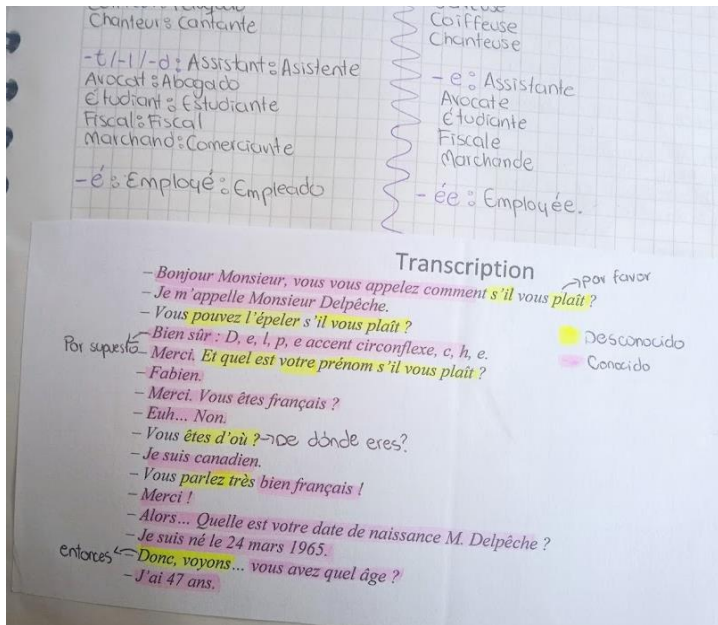 Chanteur: Cantante
-t/-l/-d: Assistant: Asistente
Avocat: Abogado
Étudiant: Estudiante
Fiscal: Fiscal
Marchand: Comerciante
-é: Employé: Empleado
Coiffeuse
Chanteuse
-e: Assistante
Avocate
Étudiante
Fiscale
Marchande
-ée: Employée.
Transcription
por favor
– Bonjour Monsieur, vous vous appelez comment s'il vous plaît ?
– Je m'appelle Monsieur Delpêche.
– Vous pouvez l'épeler s'il vous plaît ?
Por supuesto – Bien sûr : D, e, l, p, e accent circonflexe, c, h, e.
– Merci. Et quel est votre prénom s'il vous plaît ?
– Fabien.
– Merci. Vous êtes français ?
– Euh... Non.
– Vous êtes d'où ? → De dónde eres?
– Je suis canadien.
– Vous parlez très bien français !
– Merci !
– Alors... Quelle est votre date de naissance M. Delpêche ?
– Je suis né le 24 mars 1965.
entonces – Donc, voyons... vous avez quel âge ?
– J'ai 47 ans.
Desconocido
Conocido